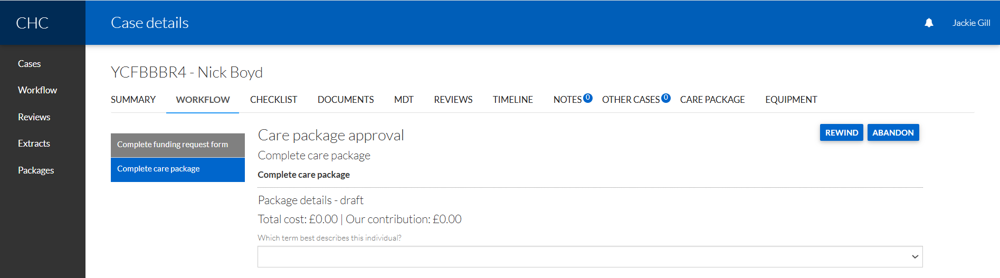 CHC
Case details
Jackie Gill
Cases
Workflow
Reviews
Extracts
Packages
YCFBBBR4 - Nick Boyd
SUMMARY WORKFLOW CHECKLIST DOCUMENTS MDT REVIEWS TIMELINE NOTES 0 OTHER CASES 0 CARE PACKAGE EQUIPMENT
Complete funding request form
Complete care package
Care package approval
REWIND ABANDON
Complete care package
Complete care package
Package details - draft
Total cost: £0.00 | Our contribution: £0.00
Which term best describes this individual?